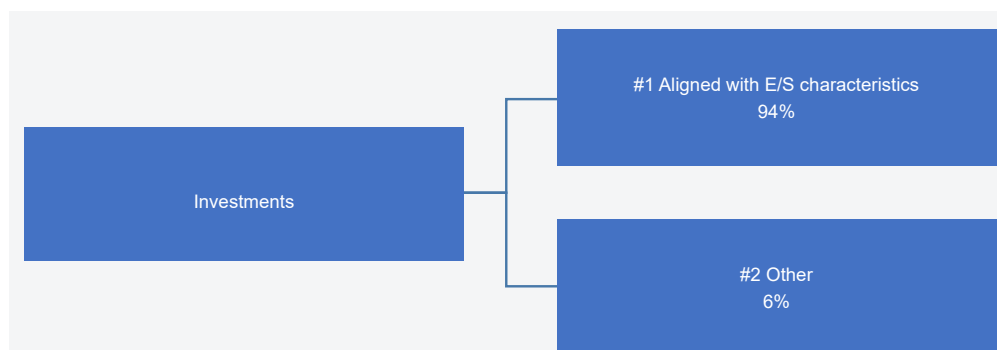 #1 Aligned with E/S characteristics
94%
Investments
#2 Other
6%